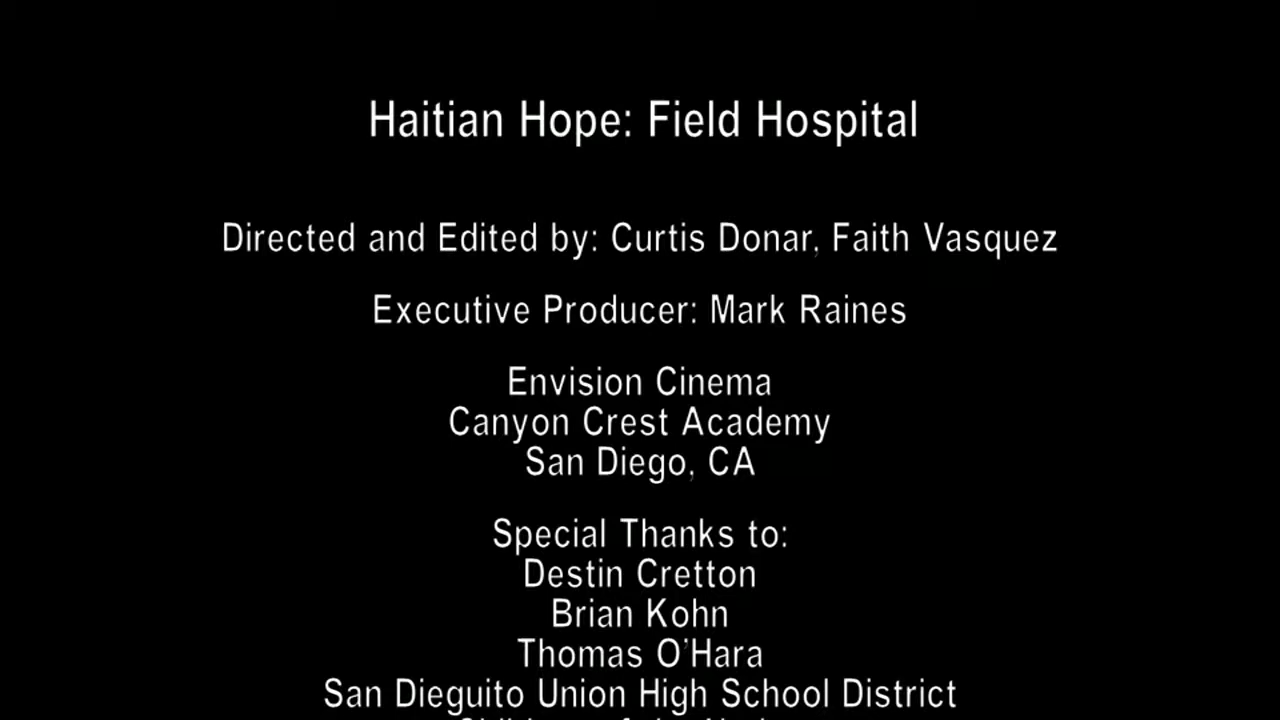 Haitian Hope: Field Hospital
Directed and Edited by: Curtis Donar, Faith Vasquez
Executive Producer: Mark Raines
Envision Cinema
Canyon Crest Academy
San Diego, CA
Special Thanks to:
Destin Cretton
Brian Kohn
Thomas O'Hara
San Dieguito Union High School District